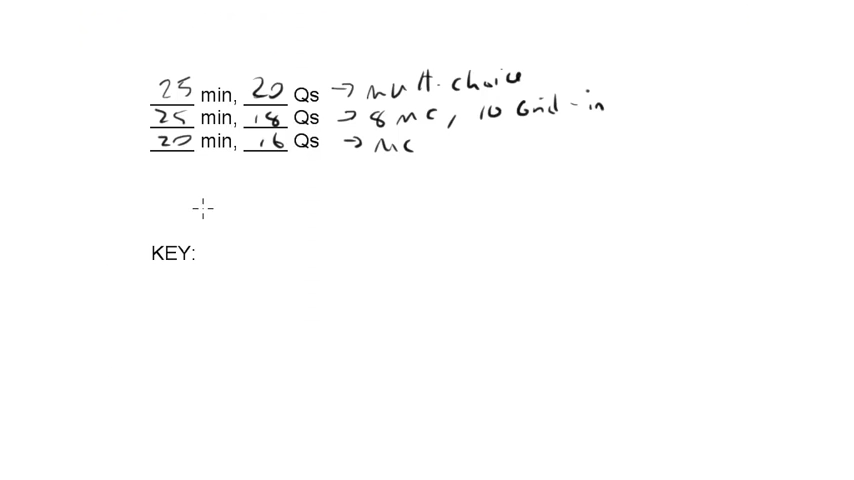 25 min, 20 Qs → mult. choice
25 min, 18 Qs → 8 MC, 10 Grid-in
20 min, 16 Qs → MC
KEY: